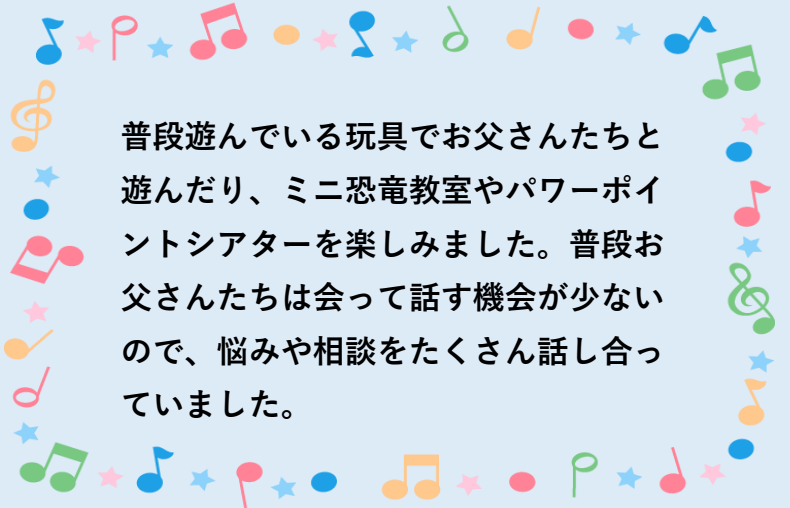 普段遊んでいる玩具でお父さんたちと
遊んだり、ミニ恐竜教室やパワーポイ
ントシアターを楽しみました。普段お
父さんたちは会って話す機会が少ない
ので、悩みや相談をたくさん話し合っ
ていました。